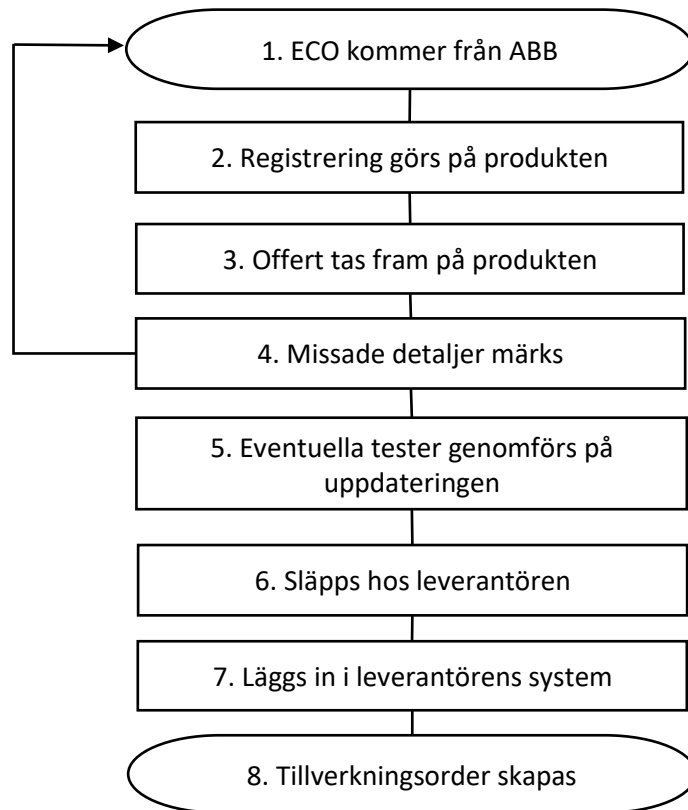 1. ECO kommer från ABB
2. Registrering görs på produkten
3. Offert tas fram på produkten
4. Missade detaljer märks
5. Eventuella tester genomförs på
uppdateringen
6. Släpps hos leverantören
7. Läggs in i leverantörens system
8. Tillverkningsorder skapas